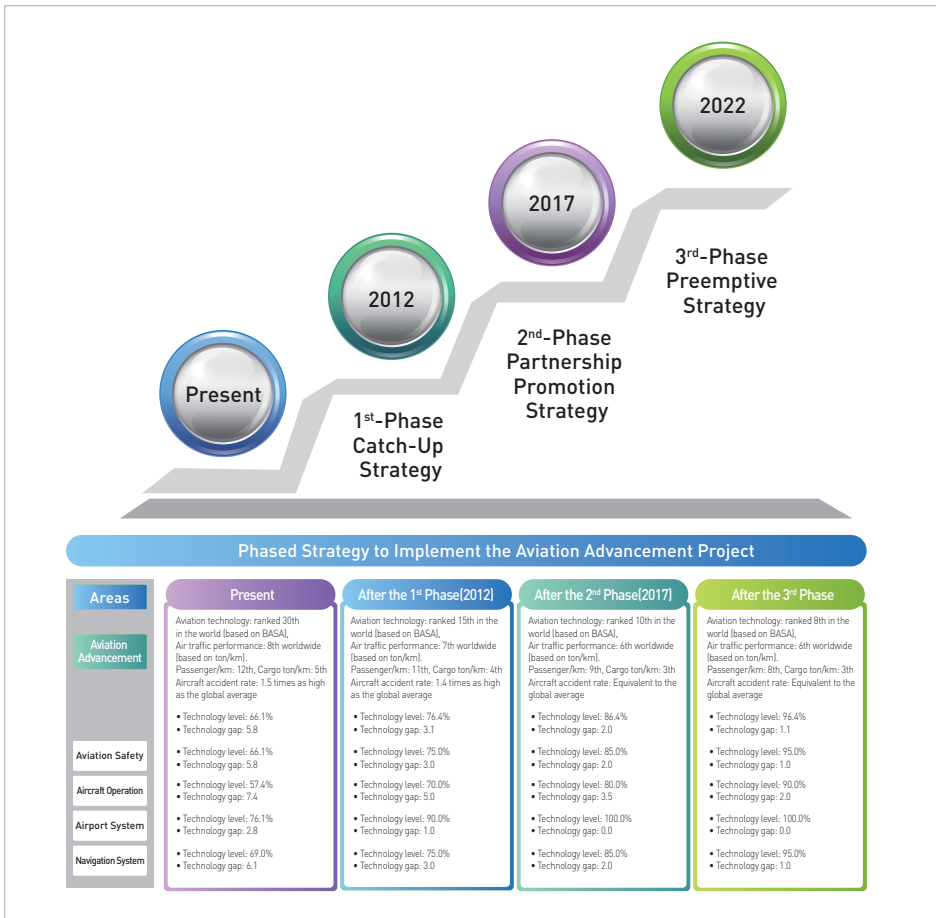 2022
2017
2012
Present
3rd-Phase
Preemptive
Strategy
2nd-Phase
Partnership
Promotion
Strategy
1st-Phase
Catch-Up
Strategy
Phased Strategy to Implement the Aviation Advancement Project
Areas
Aviation
Advancement
Aviation Safety
Aircraft Operation
Airport System
Navigation System
Present
Aviation technology: ranked 30th
in the world (based on BASA),
Air traffic performance: 8th worldwide
(based on ton/km).
Passenger/km: 12th, Cargo ton/km: 5th
Aircraft accident rate: 1.5 times as high
as the global average
• Technology level: 66.1%
• Technology gap: 5.8
• Technology level: 66.1%
• Technology gap: 5.8
• Technology level: 57.4%
• Technology gap: 7.4
• Technology level: 76.1%
• Technology gap: 2.8
• Technology level: 69.0%
• Technology gap: 6.1
After the 1st Phase(2012)
Aviation technology: ranked 15th in the
world (based on BASA),
Air traffic performance: 7th worldwide
(based on ton/km).
Passenger/km: 11th, Cargo ton/km: 4th
Aircraft accident rate: 1.4 times as high
as the global average
• Technology level: 76.4%
• Technology gap: 3.1
• Technology level: 75.0%
• Technology gap: 3.0
• Technology level: 70.0%
• Technology gap: 5.0
• Technology level: 90.0%
• Technology gap: 1.0
• Technology level: 75.0%
• Technology gap: 3.0
After the 2nd Phase(2017)
Aviation technology: ranked 10th in the
world (based on BASA),
Air traffic performance: 6th worldwide
(based on ton/km).
Passenger/km: 9th, Cargo ton/km: 3th
Aircraft accident rate: Equivalent to the
global average
• Technology level: 86.4%
• Technology gap: 2.0
• Technology level: 85.0%
• Technology gap: 2.0
• Technology level: 80.0%
• Technology gap: 3.5
• Technology level: 100.0%
• Technology gap: 0.0
• Technology level: 85.0%
• Technology gap: 2.0
After the 3rd Phase
Aviation technology: ranked 8th in the
world (based on BASA),
Air traffic performance: 6th worldwide
(based on ton/km).
Passenger/km: 8th, Cargo ton/km: 3th
Aircraft accident rate: Equivalent to the
global average
• Technology level: 96.4%
• Technology gap: 1.1
• Technology level: 95.0%
• Technology gap: 1.0
• Technology level: 90.0%
• Technology gap: 2.0
• Technology level: 100.0%
• Technology gap: 0.0
• Technology level: 95.0%
• Technology gap: 1.0